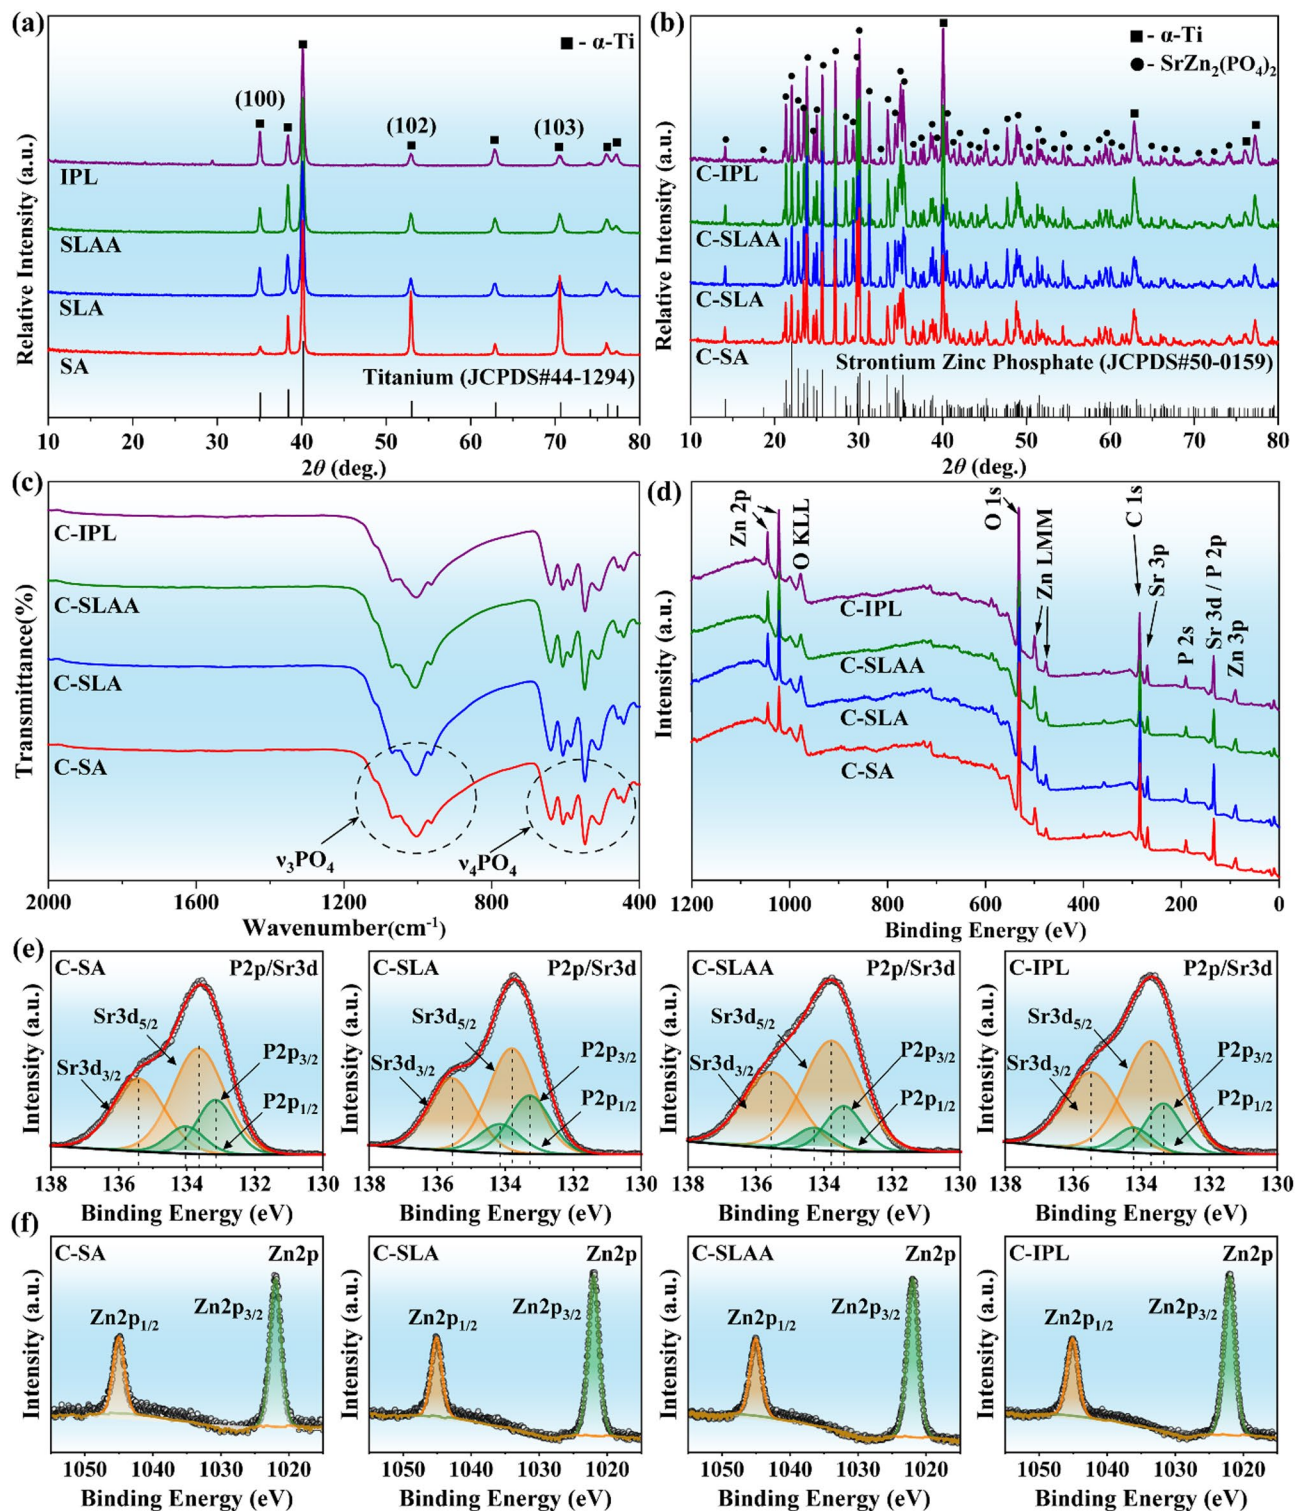 (a)
■ - α-Ti
(100)
(102)
(103)
IPL
SLAA
SLA
SA
Titanium (JCPDS#44-1294)
Relative Intensity (a.u.)
10 20 30 40 50 60 70 80
2θ (deg.)
(b)
■ - α-Ti
● - SrZn₂(PO₄)₂
C-IPL
C-SLAA
C-SLA
C-SA
Strontium Zinc Phosphate (JCPDS#50-0159)
Relative Intensity (a.u.)
10 20 30 40 50 60 70 80
2θ (deg.)
(c)
C-IPL
C-SLAA
C-SLA
C-SA
ν₃PO₄
ν₄PO₄
Transmittance(%)
2000 1600 1200 800 400
Wavenumber(cm⁻¹)
(d)
Zn 2p
O KLL
O 1s
Zn LMM
C 1s
Sr 3p
P 2s
Sr 3d / P 2p
Zn 3p
C-IPL
C-SLAA
C-SLA
C-SA
Intensity (a.u.)
1200 1000 800 600 400 200 0
Binding Energy (eV)
(e)
C-SA P2p/Sr3d
Sr3d₅/₂
Sr3d₃/₂
P2p₃/₂
P2p₁/₂
Intensity (a.u.)
138 136 134 132 130
Binding Energy (eV)
C-SLA P2p/Sr3d
Sr3d₅/₂
Sr3d₃/₂
P2p₃/₂
P2p₁/₂
Intensity (a.u.)
138 136 134 132 130
Binding Energy (eV)
C-SLAA P2p/Sr3d
Sr3d₅/₂
Sr3d₃/₂
P2p₃/₂
P2p₁/₂
Intensity (a.u.)
138 136 134 132 130
Binding Energy (eV)
C-IPL P2p/Sr3d
Sr3d₅/₂
Sr3d₃/₂
P2p₃/₂
P2p₁/₂
Intensity (a.u.)
138 136 134 132 130
Binding Energy (eV)
(f)
C-SA Zn2p
Zn2p₁/₂
Zn2p₃/₂
Intensity (a.u.)
1050 1040 1030 1020
Binding Energy (eV)
C-SLA Zn2p
Zn2p₁/₂
Zn2p₃/₂
Intensity (a.u.)
1050 1040 1030 1020
Binding Energy (eV)
C-SLAA Zn2p
Zn2p₁/₂
Zn2p₃/₂
Intensity (a.u.)
1050 1040 1030 1020
Binding Energy (eV)
C-IPL Zn2p
Zn2p₁/₂
Zn2p₃/₂
Intensity (a.u.)
1050 1040 1030 1020
Binding Energy (eV)